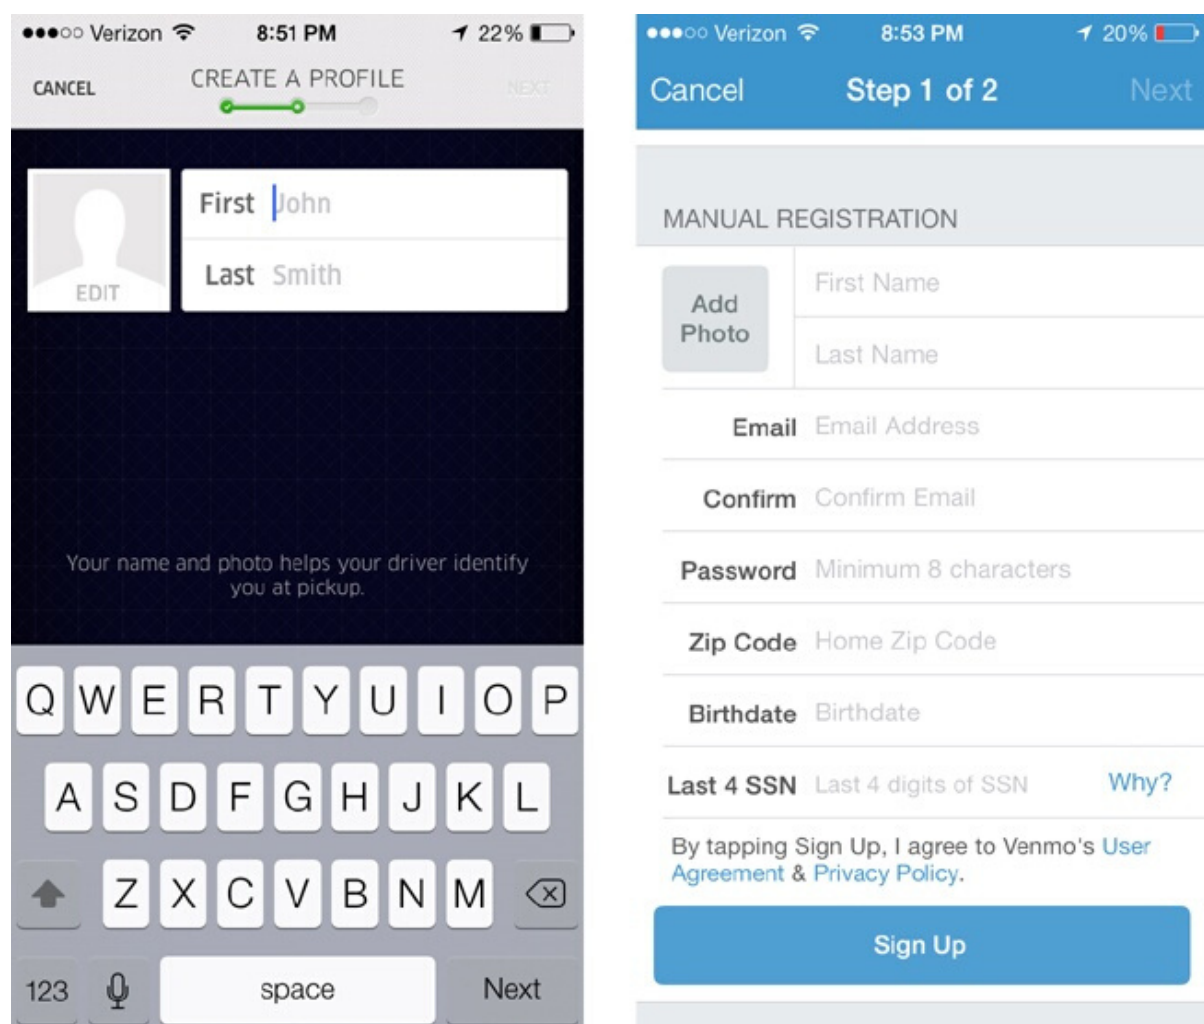 ●●●○○ Verizon 8:51 PM 22%
CANCEL CREATE A PROFILE NEXT
First John
EDIT
Last Smith
Your name and photo helps your driver identify
you at pickup.
Q W E R T Y U I O P
A S D F G H J K L
Z X C V B N M
123 space Next
●●●○○ Verizon 8:53 PM 20%
Cancel Step 1 of 2 Next
MANUAL REGISTRATION
Add
Photo
First Name
Last Name
Email Email Address
Confirm Confirm Email
Password Minimum 8 characters
Zip Code Home Zip Code
Birthdate Birthdate
Last 4 SSN Last 4 digits of SSN Why?
By tapping Sign Up, I agree to Venmo's User
Agreement & Privacy Policy.
Sign Up